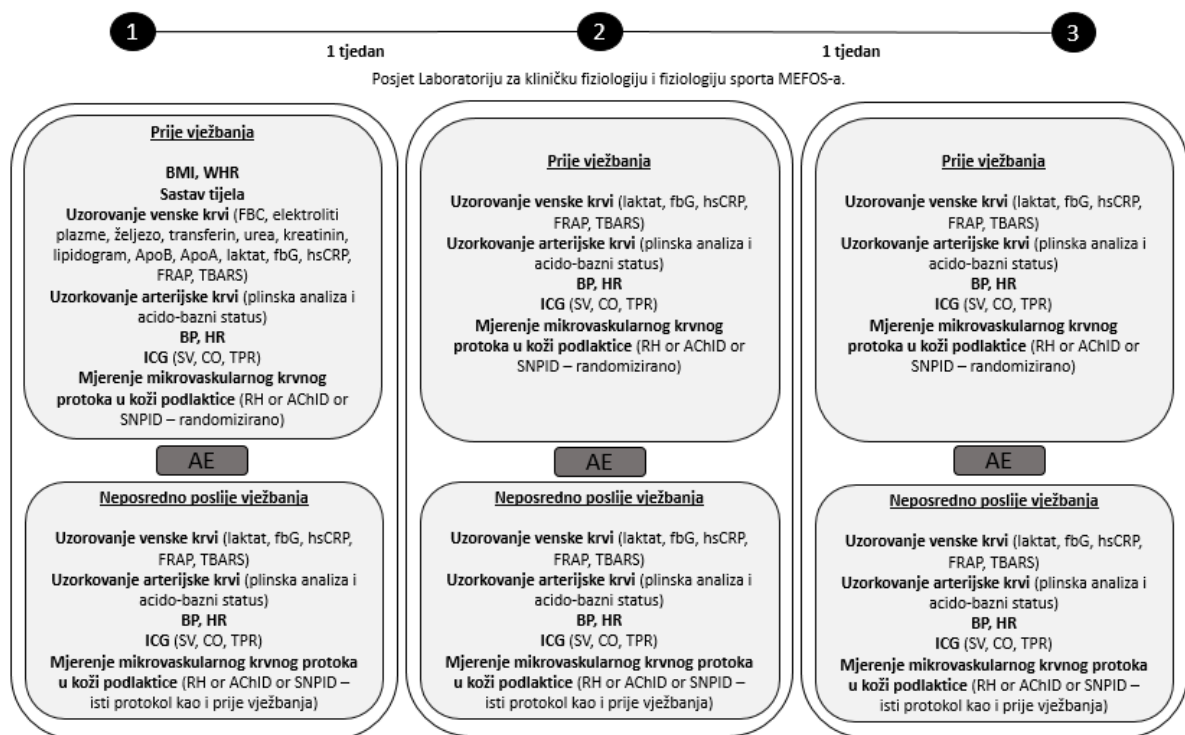 1
2
3
1 tjedan
1 tjedan
Posjet Laboratoriju za kliničku fiziologiju i fiziologiju sporta MEFOS-a.
Prije vježbanja
BMI, WHR
Sastav tijela
Uzorovanje venske krvi (FBC, elektroliti
plazme, željezo, transferin, urea, kreatinin,
lipidogram, ApoB, ApoA, laktat, fbG, hsCRP,
FRAP, TBARS)
Uzorkovanje arterijske krvi (plinska analiza i
acido-bazni status)
BP, HR
ICG (SV, CO, TPR)
Mjerenje mikrovaskularnog krvnog
protoka u koži podlaktice (RH or AChID or
SNPID – randomizirano)
AE
Neposredno poslije vježbanja
Uzorovanje venske krvi (laktat, fbG, hsCRP,
FRAP, TBARS)
Uzorkovanje arterijske krvi (plinska analiza i
acido-bazni status)
BP, HR
ICG (SV, CO, TPR)
Mjerenje mikrovaskularnog krvnog protoka
u koži podlaktice (RH or AChID or SNPID –
isti protokol kao i prije vježbanja)
Prije vježbanja
Uzorovanje venske krvi (laktat, fbG, hsCRP,
FRAP, TBARS)
Uzorkovanje arterijske krvi (plinska analiza i
acido-bazni status)
BP, HR
ICG (SV, CO, TPR)
Mjerenje mikrovaskularnog krvnog
protoka u koži podlaktice (RH or AChID or
SNPID – randomizirano)
AE
Neposredno poslije vježbanja
Uzorovanje venske krvi (laktat, fbG, hsCRP,
FRAP, TBARS)
Uzorkovanje arterijske krvi (plinska analiza i
acido-bazni status)
BP, HR
ICG (SV, CO, TPR)
Mjerenje mikrovaskularnog krvnog protoka
u koži podlaktice (RH or AChID or SNPID –
isti protokol kao i prije vježbanja)
Prije vježbanja
Uzorovanje venske krvi (laktat, fbG, hsCRP,
FRAP, TBARS)
Uzorkovanje arterijske krvi (plinska analiza i
acido-bazni status)
BP, HR
ICG (SV, CO, TPR)
Mjerenje mikrovaskularnog krvnog
protoka u koži podlaktice (RH or AChID or
SNPID – randomizirano)
AE
Neposredno poslije vježbanja
Uzorovanje venske krvi (laktat, fbG, hsCRP,
FRAP, TBARS)
Uzorkovanje arterijske krvi (plinska analiza i
acido-bazni status)
BP, HR
ICG (SV, CO, TPR)
Mjerenje mikrovaskularnog krvnog protoka
u koži podlaktice (RH or AChID or SNPID –
isti protokol kao i prije vježbanja)